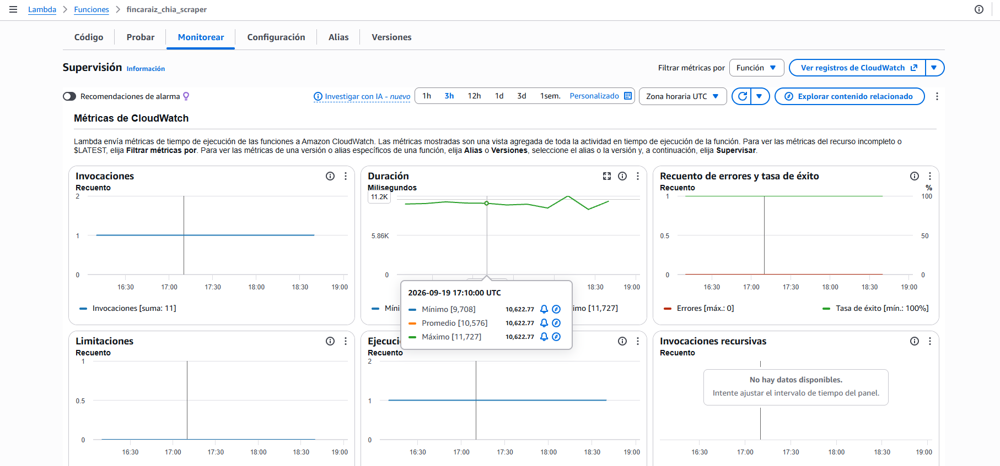 Lambda
Funciones
fincaraiz_chia_scraper
Código
Probar
Monitorear
Configuración
Alias
Versiones
Supervisión
Información
Filtrar métricas por
Función
Ver registros de CloudWatch
Recomendaciones de alarma
Investigar con IA - nuevo
1h
3h
12h
1d
3d
1sem.
Personalizado
Zona horaria UTC
Explorar contenido relacionado
Métricas de CloudWatch
Lambda envía métricas de tiempo de ejecución de las funciones a Amazon CloudWatch. Las métricas mostradas son una vista agregada de toda la actividad en tiempo de ejecución de la función. Para ver las métricas del recurso incompleto o
$LATEST, elija Filtrar métricas por. Para ver las métricas de una versión o alias específicos de una función, elija Alias o Versiones, seleccione el alias o la versión y, a continuación, elija Supervisar.
Invocaciones
Recuento
2
1
0
16:30
17:00
17:30
18:00
18:30
19:00
Invocaciones [suma: 11]
Duración
Milisegundos
11.2K
5.86K
0
18:30
19:00
2026-09-19 17:10:00 UTC
Mínimo [9,708] 10,622.77
Promedio [10,576] 10,622.77
Máximo [11,727] 10,622.77
Míni
imo [11,727]
Recuento de errores y tasa de éxito
Recuento
%
1
100
0.5
50
0
0
16:30
17:00
17:30
18:00
18:30
19:00
Errores [máx.: 0]
Tasa de éxito [mín.: 100%]
Limitaciones
Recuento
1
0.5
0
16:30
17:00
17:30
18:00
18:30
19:00
Ejecuci
Recuento
2
1
0
16:30
17:00
17:30
18:00
18:30
19:00
Invocaciones recursivas
Recuento
No hay datos disponibles.
Intente ajustar el intervalo de tiempo del panel.
16:30
17:00
17:30
18:00
18:30
19:00